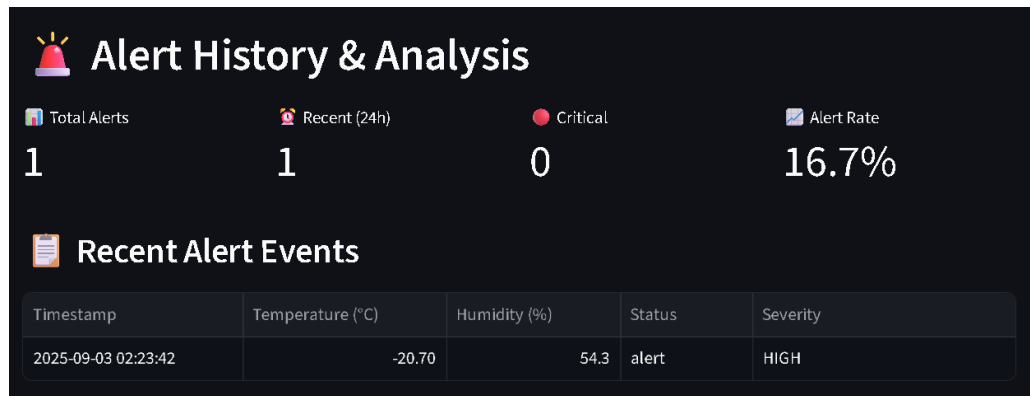 Alert History & Analysis
Total Alerts Recent (24h) Critical Alert Rate
1 1 0 16.7%
Recent Alert Events
Timestamp Temperature (°C) Humidity (%) Status Severity
2025-09-03 02:23:42 -20.70 54.3 alert HIGH